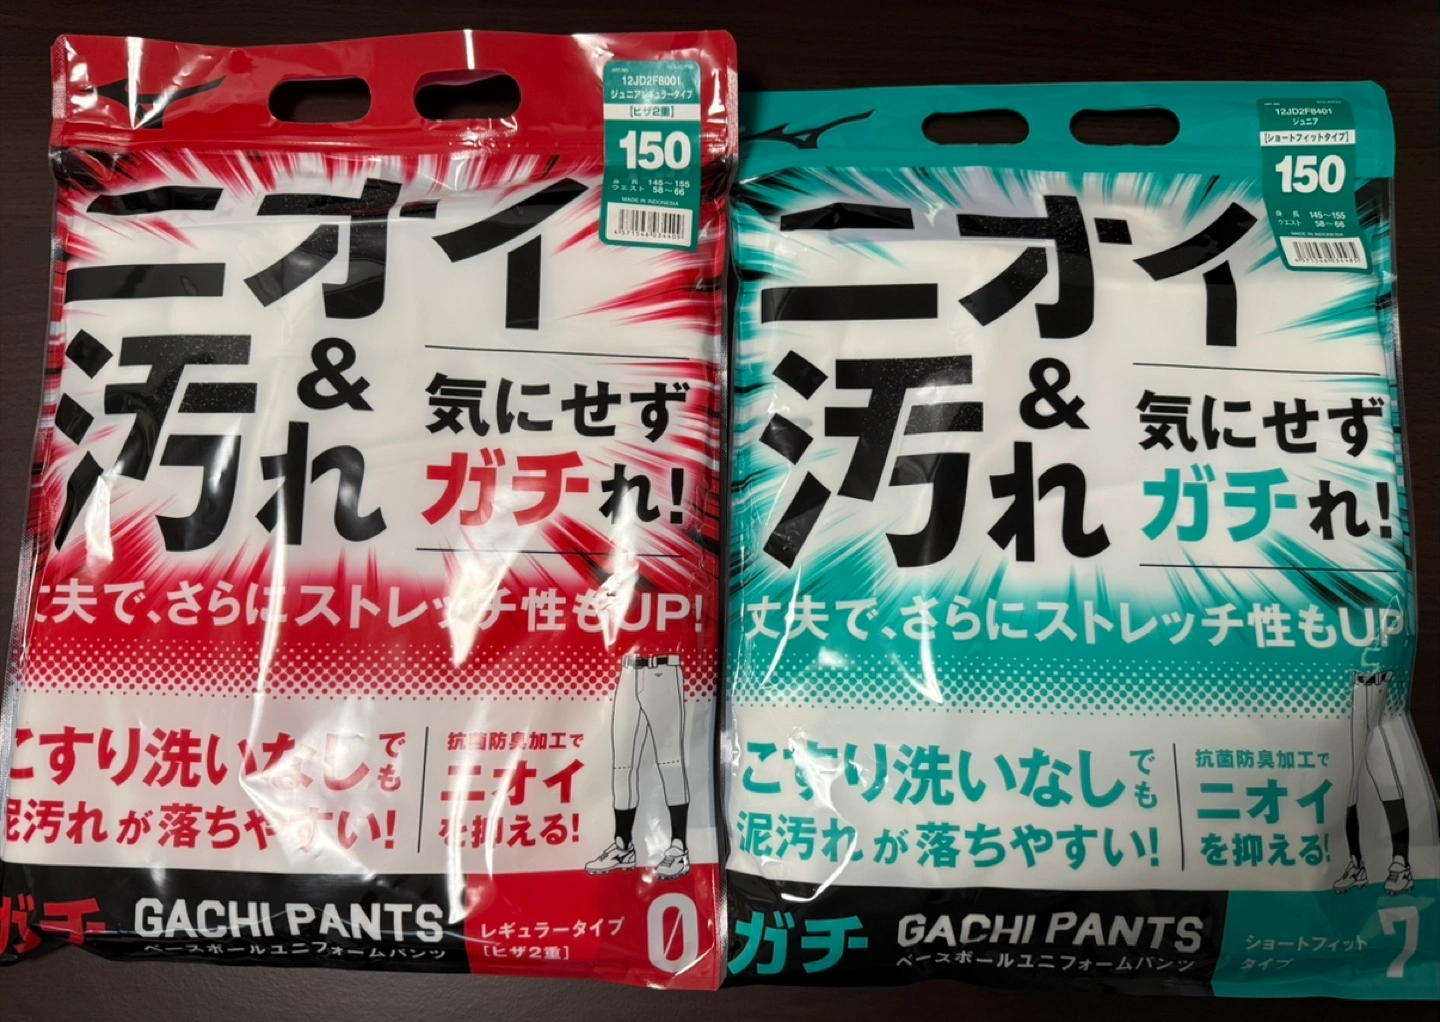 12JD2F8001
ジュニアレギュラータイプ
[ヒザ2重]
150
身長 145〜155
ウエスト 58〜66
MADE IN INDONESIA
ニオイ
&
汚れ
気にせず
ガチれ!
丈夫で、さらにストレッチ性もUP!
こすり洗いなしでも
泥汚れが落ちやすい!
抗菌防臭加工で
ニオイ
を抑える!
ガチ
GACHI PANTS
ベースボールユニフォームパンツ
レギュラータイプ
[ヒザ2重]
0
12JD2F8401
ジュニア
[ショートフィットタイプ]
150
身長 145〜155
ウエスト 58〜66
MADE IN INDONESIA
ニオイ
&
汚れ
気にせず
ガチれ!
丈夫で、さらにストレッチ性もUP!
こすり洗いなしでも
泥汚れが落ちやすい!
抗菌防臭加工で
ニオイ
を抑える!
ガチ
GACHI PANTS
ベースボールユニフォームパンツ
ショートフィット
タイプ
7